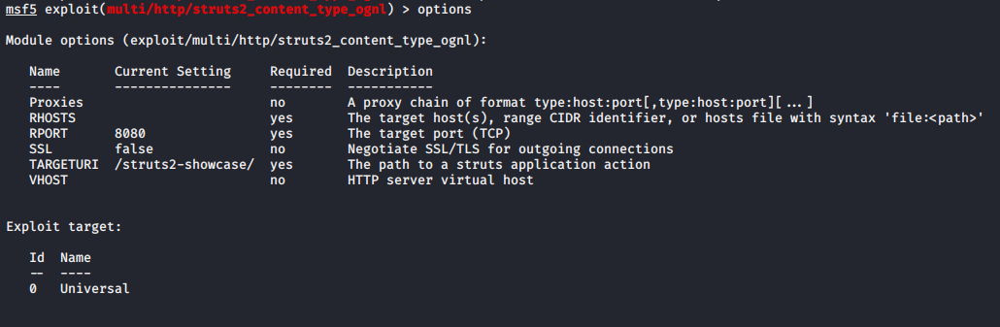 msf5 exploit(multi/http/struts2_content_type_ognl) > options
Module options (exploit/multi/http/struts2_content_type_ognl):
Name Current Setting Required Description
---- --------------- -------- -----------
Proxies no A proxy chain of format type:host:port[,type:host:port][...]
RHOSTS yes The target host(s), range CIDR identifier, or hosts file with syntax 'file:<path>'
RPORT 8080 yes The target port (TCP)
SSL false no Negotiate SSL/TLS for outgoing connections
TARGETURI /struts2-showcase/ yes The path to a struts application action
VHOST no HTTP server virtual host
Exploit target:
Id Name
-- ----
0 Universal